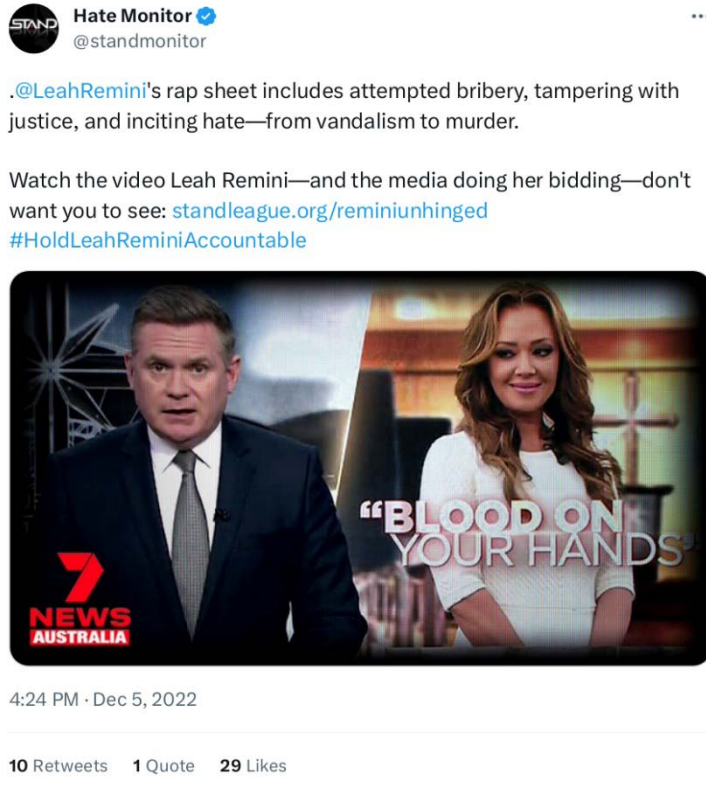 STAND
Hate Monitor
@standmonitor
.@LeahRemini's rap sheet includes attempted bribery, tampering with
justice, and inciting hate—from vandalism to murder.
Watch the video Leah Remini—and the media doing her bidding—don't
want you to see: standleague.org/reminiunhinged
#HoldLeahReminiAccountable
“BLOOD ON
YOUR HANDS”
7
NEWS
AUSTRALIA
4:24 PM · Dec 5, 2022
10 Retweets 1 Quote 29 Likes